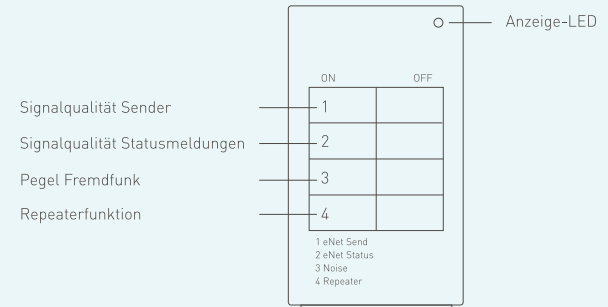 Anzeige-LED
ON OFF
Signalqualität Sender 1
Signalqualität Statusmeldungen 2
Pegel Fremdfunk 3
Repeaterfunktion 4
1 eNet Send
2 eNet Status
3 Noise
4 Repeater